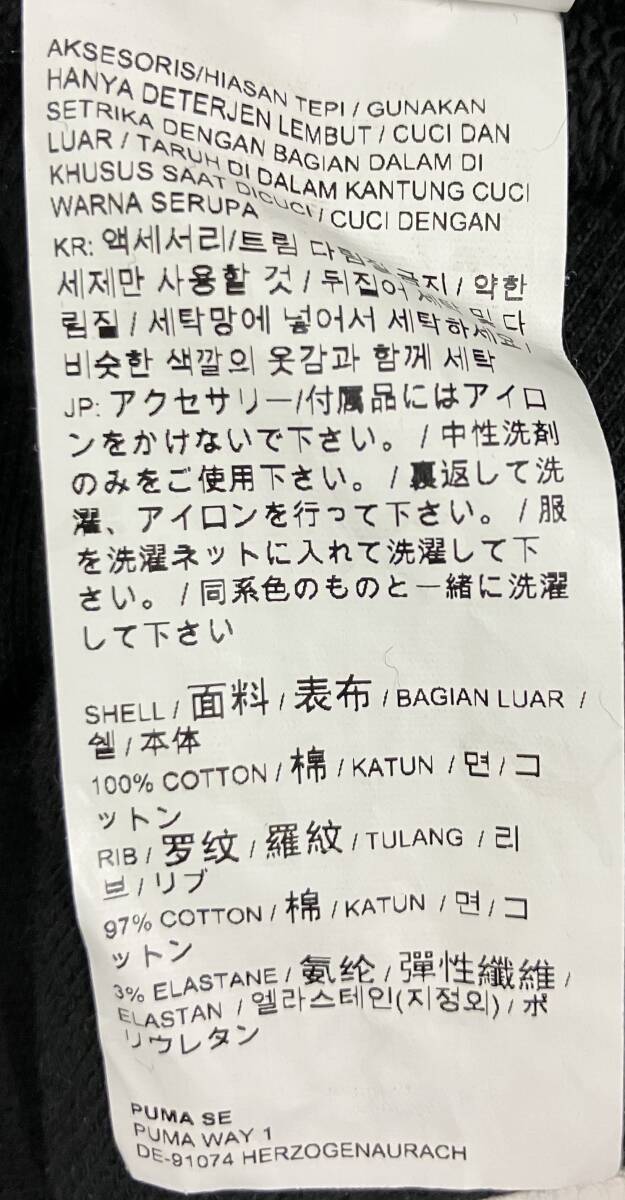 AKSESORIS/HIASAN TEPI / GUNAKAN
HANYA DETERJEN LEMBUT / CUCI DAN
SETRIKA DENGAN BAGIAN DALAM DI
LUAR / TARUH DI DALAM KANTUNG CUCI
KHUSUS SAAT DICUCI / CUCI DENGAN
WARNA SERUPA
KR: 액세서리/트림 다림질 금지 / 약한
세제만 사용할 것 / 뒤집어 세탁 및 다
림질 / 세탁망에 넣어서 세탁하세요 /
비슷한 색깔의 옷감과 함께 세탁
JP: アクセサリー/付属品にはアイロ
ンをかけないで下さい。 / 中性洗剤
のみをご使用下さい。 / 裏返して洗
濯、アイロンを行って下さい。 / 服
を洗濯ネットに入れて洗濯して下
さい。 / 同系色のものと一緒に洗濯
して下さい
SHELL / 面料 / 表布 / BAGIAN LUAR /
쉘 / 本体
100% COTTON / 棉 / KATUN / 면 / コ
ットン
RIB / 罗纹 / 羅紋 / TULANG / 리
브 / リブ
97% COTTON / 棉 / KATUN / 면 / コ
ットン
3% ELASTANE / 氨纶 / 彈性纖維 /
ELASTAN / 엘라스테인(지정외) / ポ
リウレタン
PUMA SE
PUMA WAY 1
DE-91074 HERZOGENAURACH